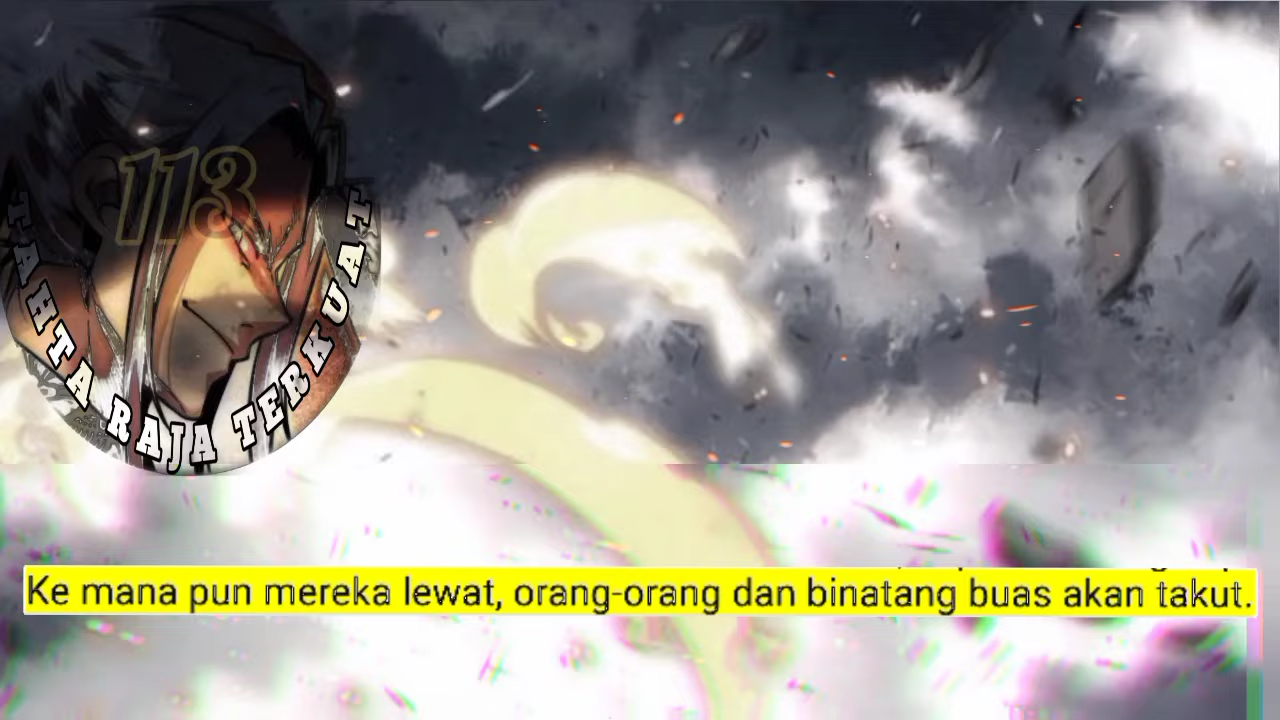 113
TAHTA RAJA TERKUAT
Ke mana pun mereka lewat, orang-orang dan binatang buas akan takut.